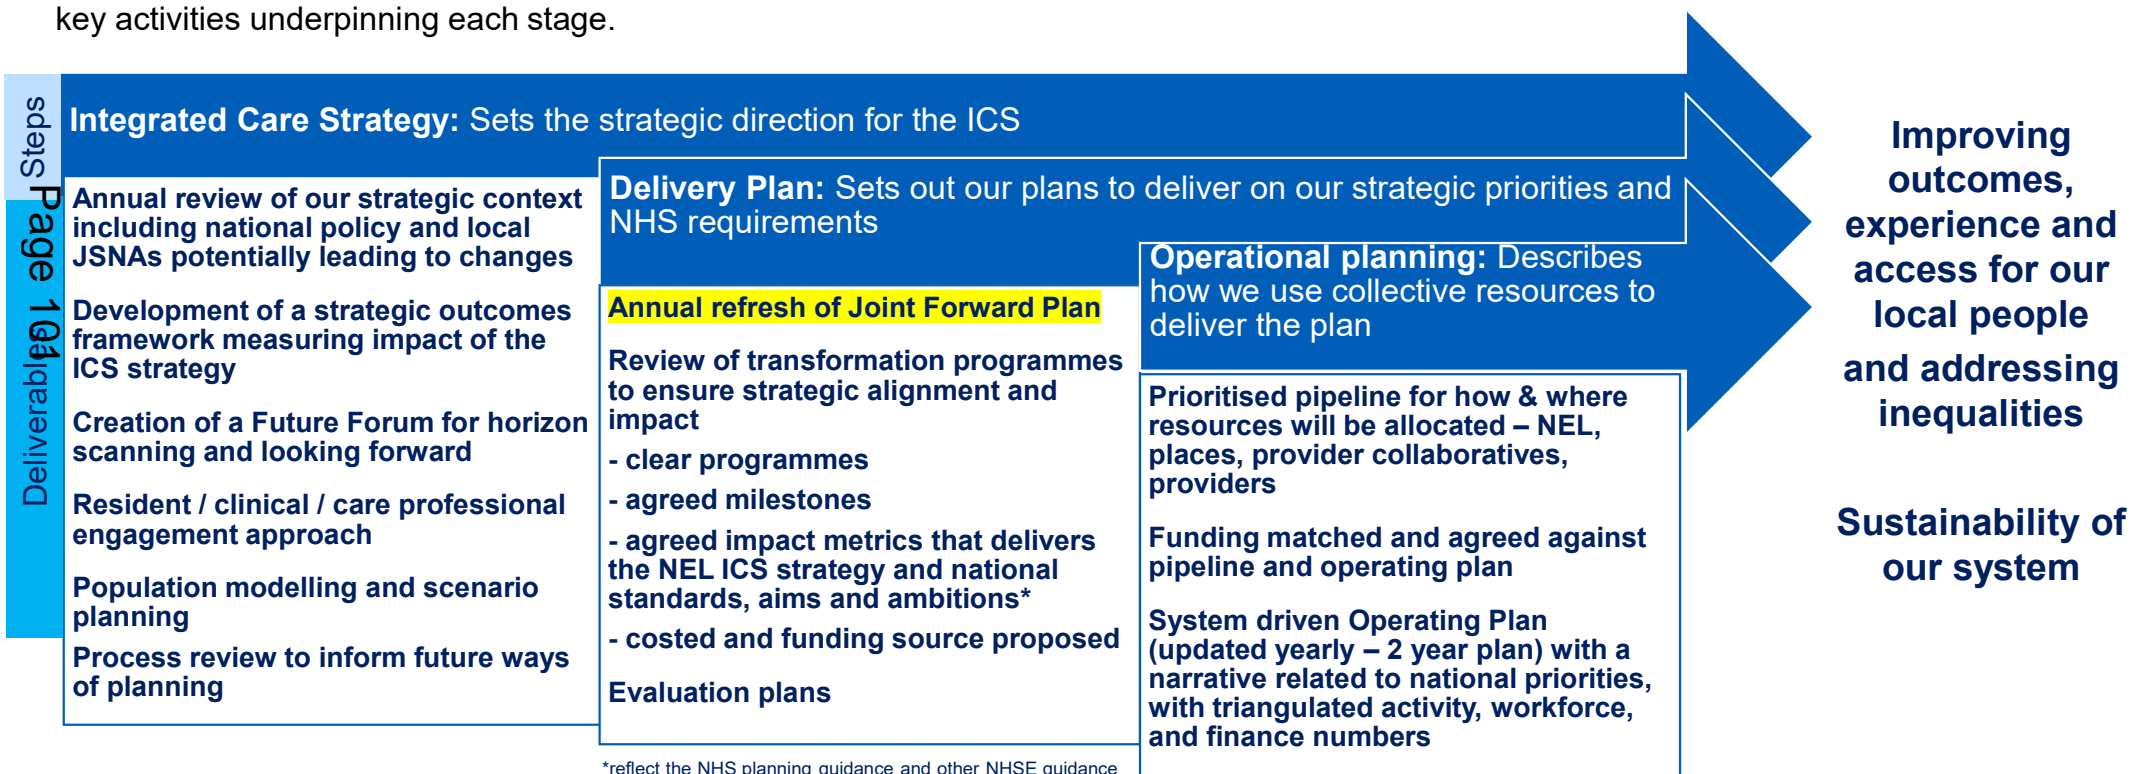 key activities underpinning each stage.
Steps
Integrated Care Strategy: Sets the strategic direction for the ICS
Page 101
Deliverables
Annual review of our strategic context
including national policy and local
JSNAs potentially leading to changes
Development of a strategic outcomes
framework measuring impact of the
ICS strategy
Creation of a Future Forum for horizon
scanning and looking forward
Resident / clinical / care professional
engagement approach
Population modelling and scenario
planning
Process review to inform future ways
of planning
Delivery Plan: Sets out our plans to deliver on our strategic priorities and
NHS requirements
Annual refresh of Joint Forward Plan
Review of transformation programmes
to ensure strategic alignment and
impact
- clear programmes
- agreed milestones
- agreed impact metrics that delivers
the NEL ICS strategy and national
standards, aims and ambitions*
- costed and funding source proposed
Evaluation plans
*reflect the NHS planning guidance and other NHSE guidance
Operational planning: Describes
how we use collective resources to
deliver the plan
Prioritised pipeline for how & where
resources will be allocated – NEL,
places, provider collaboratives,
providers
Funding matched and agreed against
pipeline and operating plan
System driven Operating Plan
(updated yearly – 2 year plan) with a
narrative related to national priorities,
with triangulated activity, workforce,
and finance numbers
Improving
outcomes,
experience and
access for our
local people
and addressing
inequalities
Sustainability of
our system